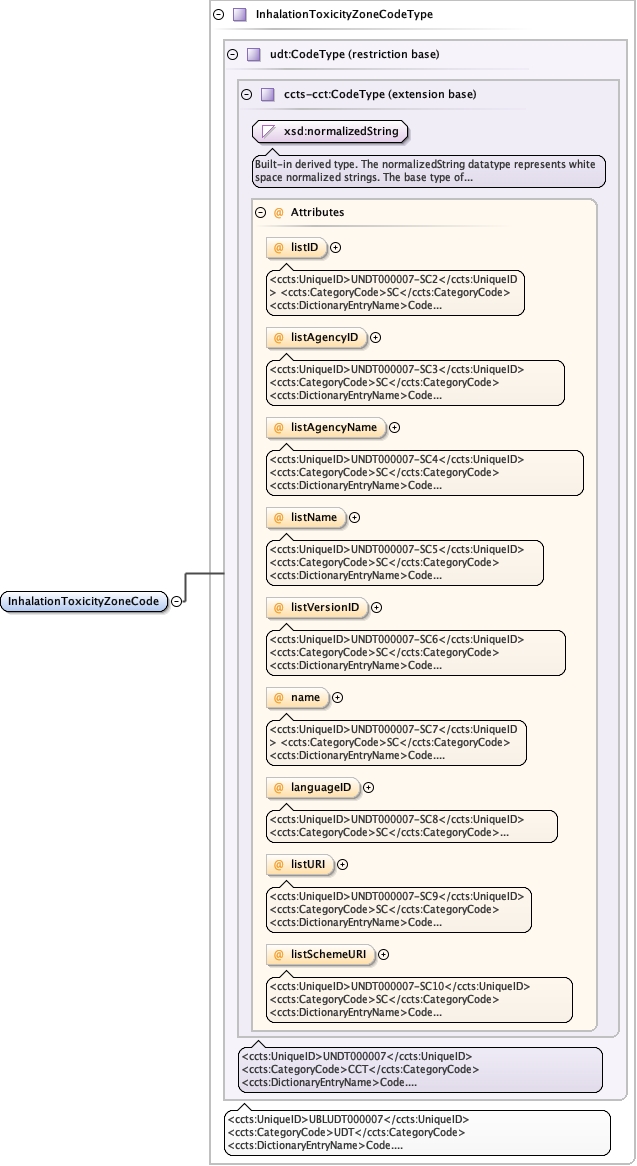 InhalationToxicityZoneCodeType
udt:CodeType (restriction base)
ccts-cct:CodeType (extension base)
xsd:normalizedString
Built-in derived type. The normalizedString datatype represents white
space normalized strings. The base type of...
@ Attributes
@ listID
<ccts:UniqueID>UNDT000007-SC2</ccts:UniqueID
> <ccts:CategoryCode>SC</ccts:CategoryCode>
<ccts:DictionaryEntryName>Code...
@ listAgencyID
<ccts:UniqueID>UNDT000007-SC3</ccts:UniqueID>
<ccts:CategoryCode>SC</ccts:CategoryCode>
<ccts:DictionaryEntryName>Code...
@ listAgencyName
<ccts:UniqueID>UNDT000007-SC4</ccts:UniqueID>
<ccts:CategoryCode>SC</ccts:CategoryCode>
<ccts:DictionaryEntryName>Code...
@ listName
<ccts:UniqueID>UNDT000007-SC5</ccts:UniqueID>
<ccts:CategoryCode>SC</ccts:CategoryCode>
<ccts:DictionaryEntryName>Code...
InhalationToxicityZoneCode
@ listVersionID
<ccts:UniqueID>UNDT000007-SC6</ccts:UniqueID>
<ccts:CategoryCode>SC</ccts:CategoryCode>
<ccts:DictionaryEntryName>Code...
@ name
<ccts:UniqueID>UNDT000007-SC7</ccts:UniqueID
> <ccts:CategoryCode>SC</ccts:CategoryCode>
<ccts:DictionaryEntryName>Code....
@ languageID
<ccts:UniqueID>UNDT000007-SC8</ccts:UniqueID>
<ccts:CategoryCode>SC</ccts:CategoryCode>...
@ listURI
<ccts:UniqueID>UNDT000007-SC9</ccts:UniqueID>
<ccts:CategoryCode>SC</ccts:CategoryCode>
<ccts:DictionaryEntryName>Code...
@ listSchemeURI
<ccts:UniqueID>UNDT000007-SC10</ccts:UniqueID>
<ccts:CategoryCode>SC</ccts:CategoryCode>
<ccts:DictionaryEntryName>Code...
<ccts:UniqueID>UNDT000007</ccts:UniqueID>
<ccts:CategoryCode>CCT</ccts:CategoryCode>
<ccts:DictionaryEntryName>Code....
<ccts:UniqueID>UBLUDT000007</ccts:UniqueID>
<ccts:CategoryCode>UDT</ccts:CategoryCode>
<ccts:DictionaryEntryName>Code....